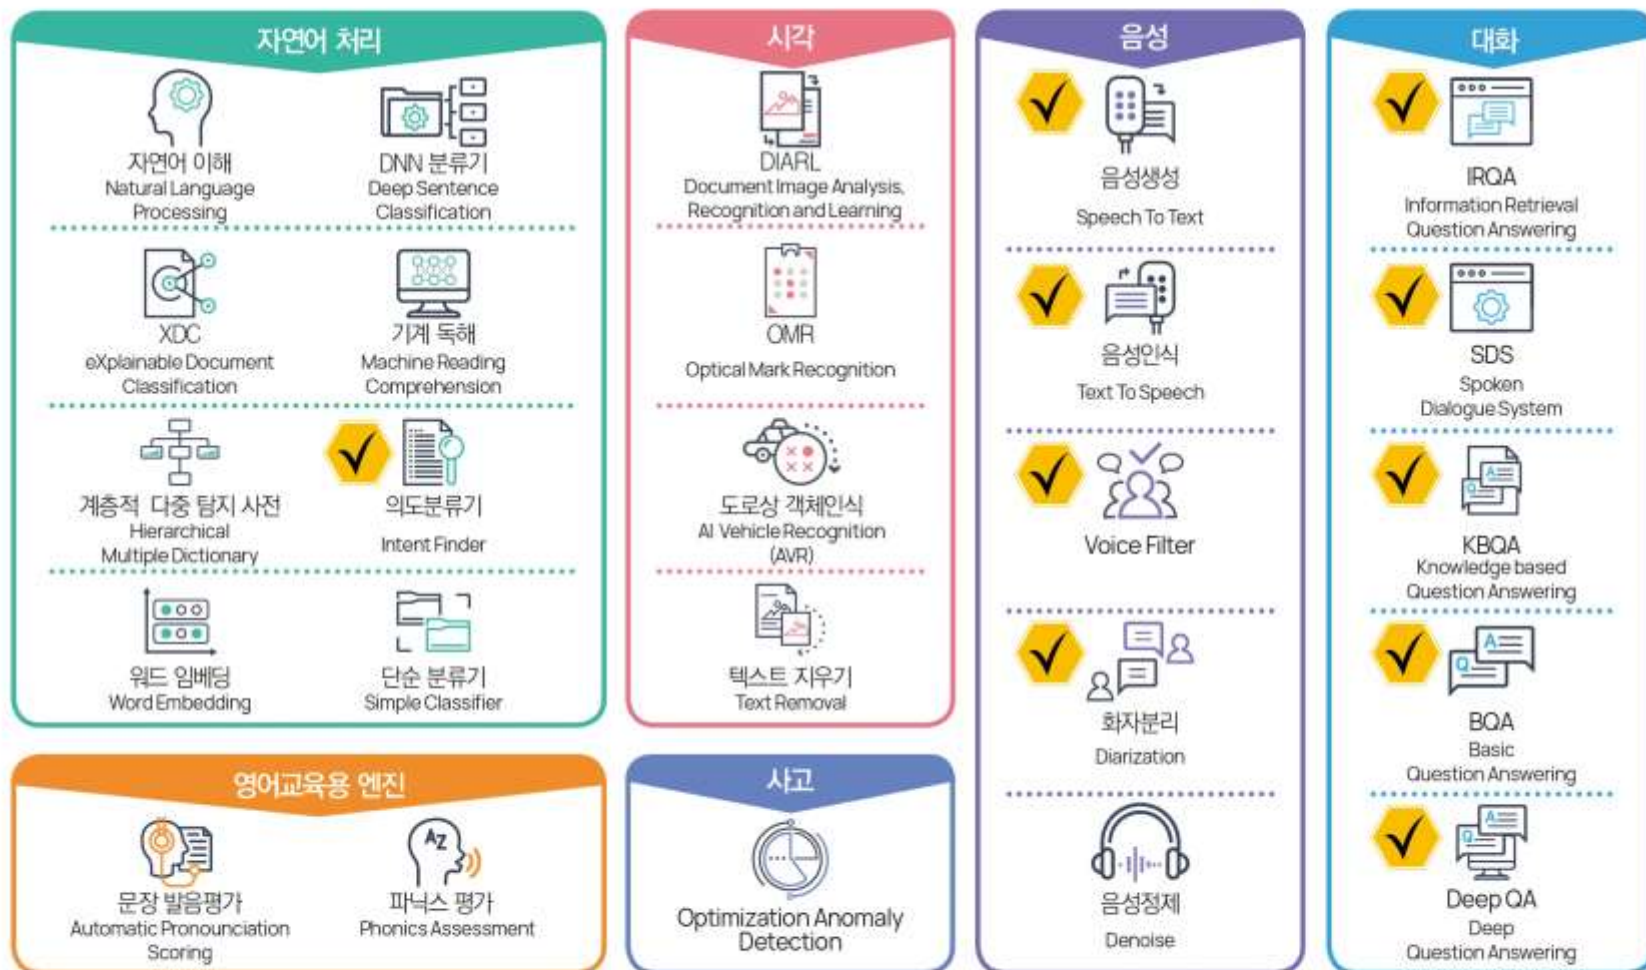 자연어 처리
자연어 이해
Natural Language
Processing
DNN 분류기
Deep Sentence
Classification
XDC
eXplainable Document
Classification
기계 독해
Machine Reading
Comprehension
계층적 다중 탐지 사전
Hierarchical
Multiple Dictionary
의도분류기
Intent Finder
워드 임베딩
Word Embedding
단순 분류기
Simple Classifier
시각
DIARL
Document Image Analysis,
Recognition and Learning
OMR
Optical Mark Recognition
도로상 객체인식
AI Vehicle Recognition
(AVR)
텍스트 지우기
Text Removal
음성
음성생성
Speech To Text
음성인식
Text To Speech
Voice Filter
화자분리
Diarization
음성정제
Denoise
대화
IRQA
Information Retrieval
Question Answering
SDS
Spoken
Dialogue System
A
Q
KBQA
Knowledge based
Question Answering
A
Q
BQA
Basic
Question Answering
A
Q
Deep QA
Deep
Question Answering
영어교육용 엔진
문장 발음평가
Automatic Pronounciation
Scoring
AZ
파닉스 평가
Phonics Assessment
사고
Optimization Anomaly
Detection